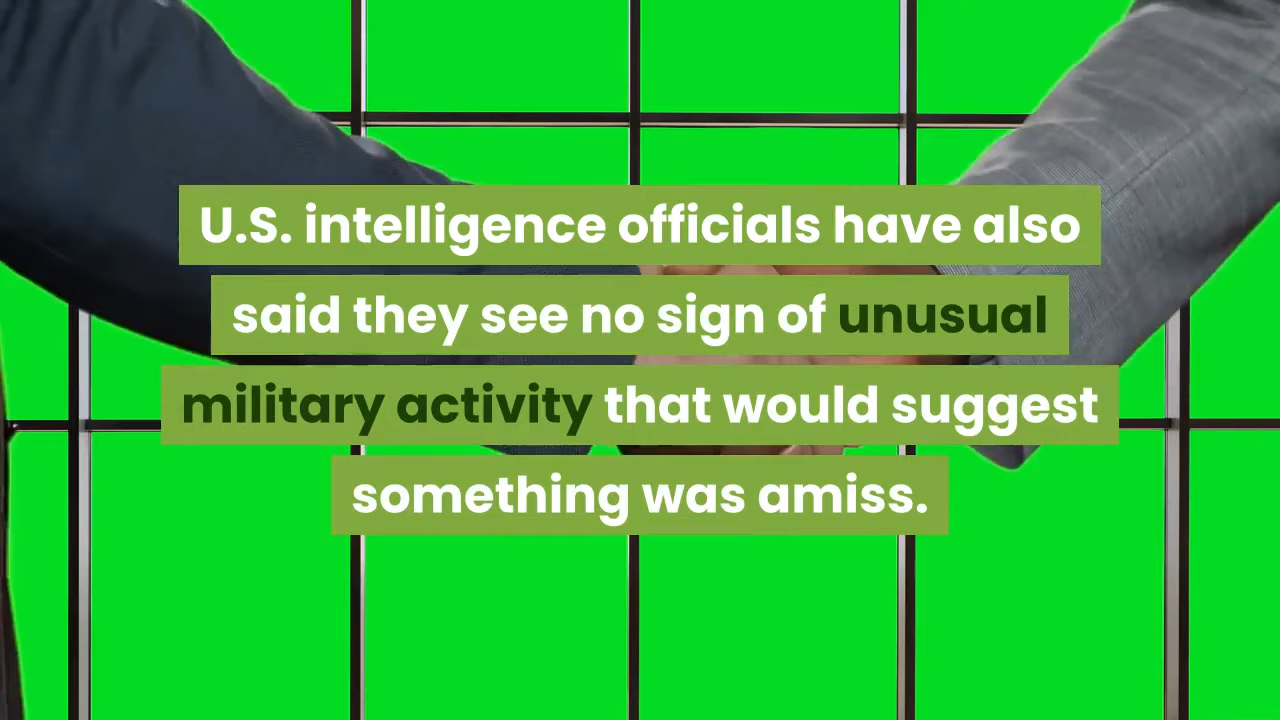 U.S. intelligence officials have also
said they see no sign of unusual
military activity that would suggest
something was amiss.